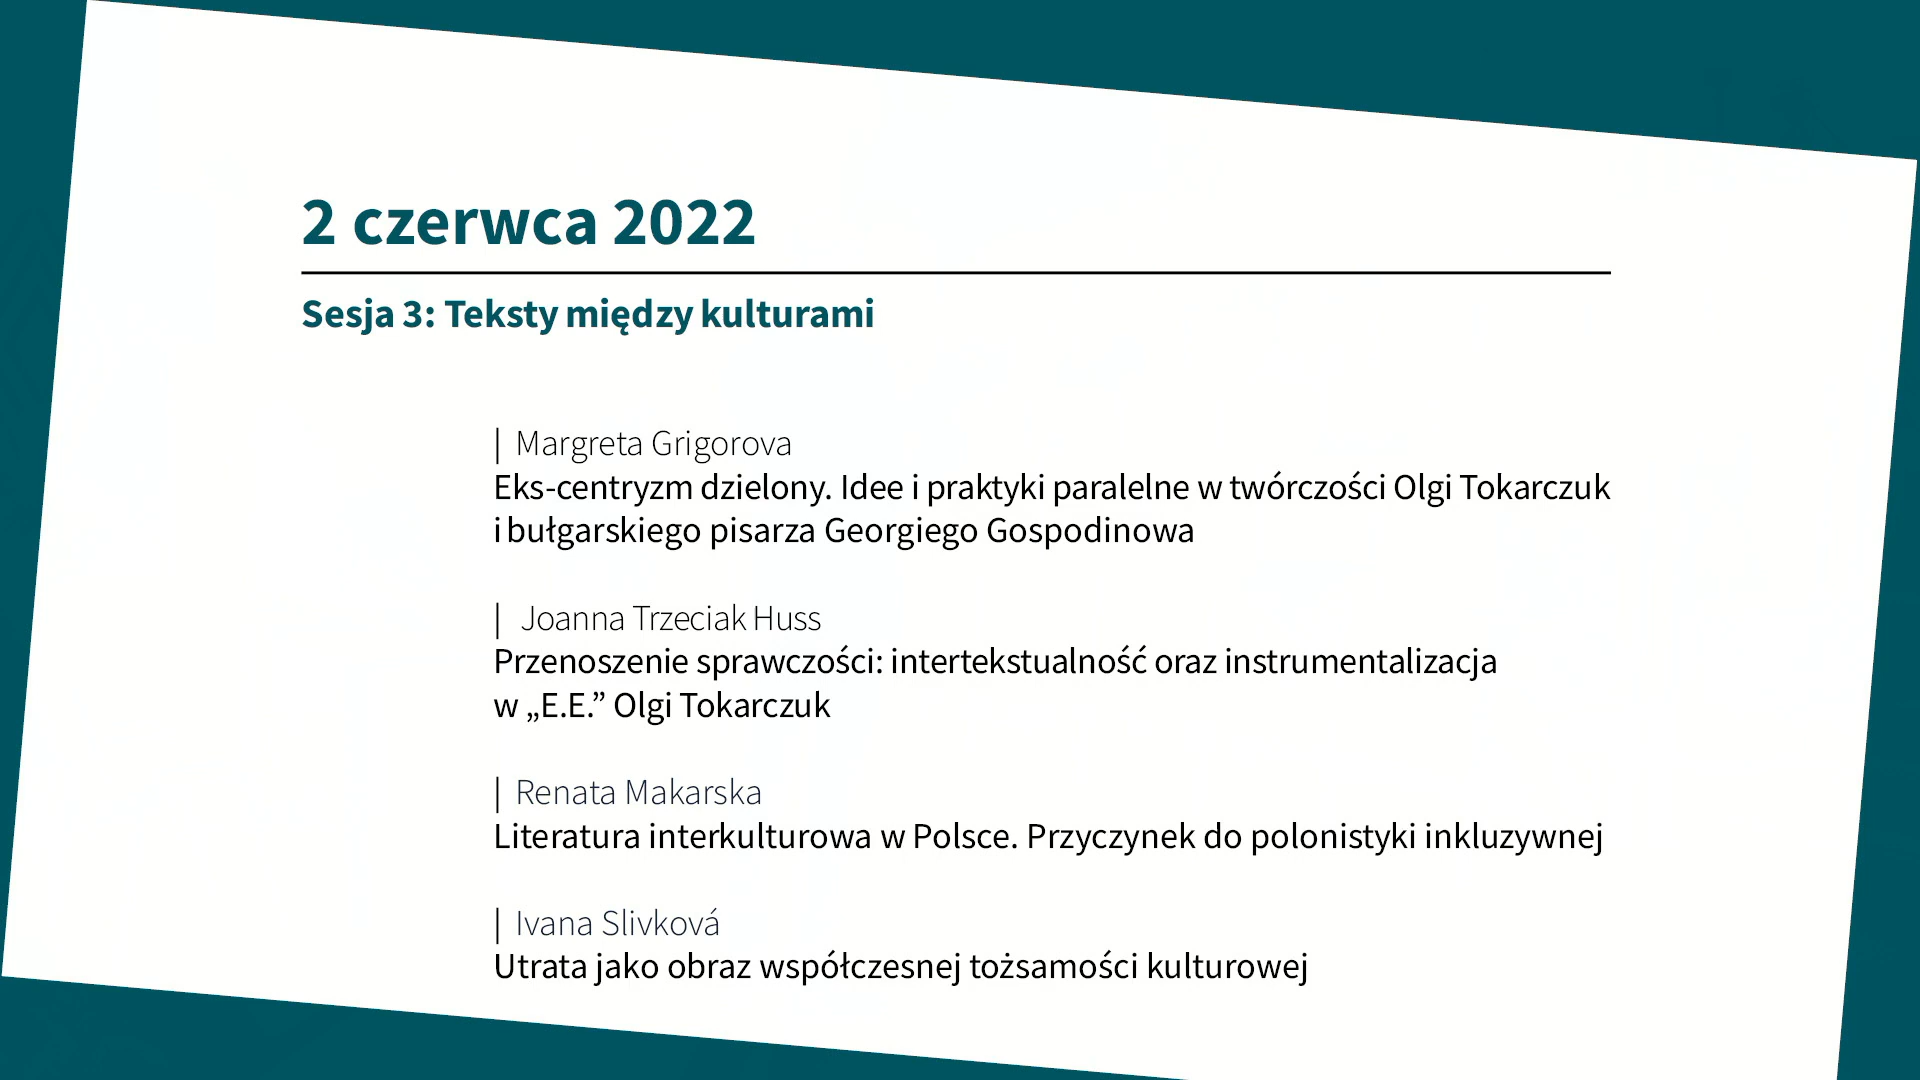 2 czerwca 2022
Sesja 3: Teksty między kulturami
| Margreta Grigorova
Eks-centryzm dzielony. Idee i praktyki paralelne w twórczości Olgi Tokarczuk
i bułgarskiego pisarza Georgiego Gospodinowa
| Joanna Trzeciak Huss
Przenoszenie sprawczości: intertekstualność oraz instrumentalizacja
w „E.E.” Olgi Tokarczuk
| Renata Makarska
Literatura interkulturowa w Polsce. Przyczynek do polonistyki inkluzywnej
| Ivana Slivková
Utrata jako obraz współczesnej tożsamości kulturowej